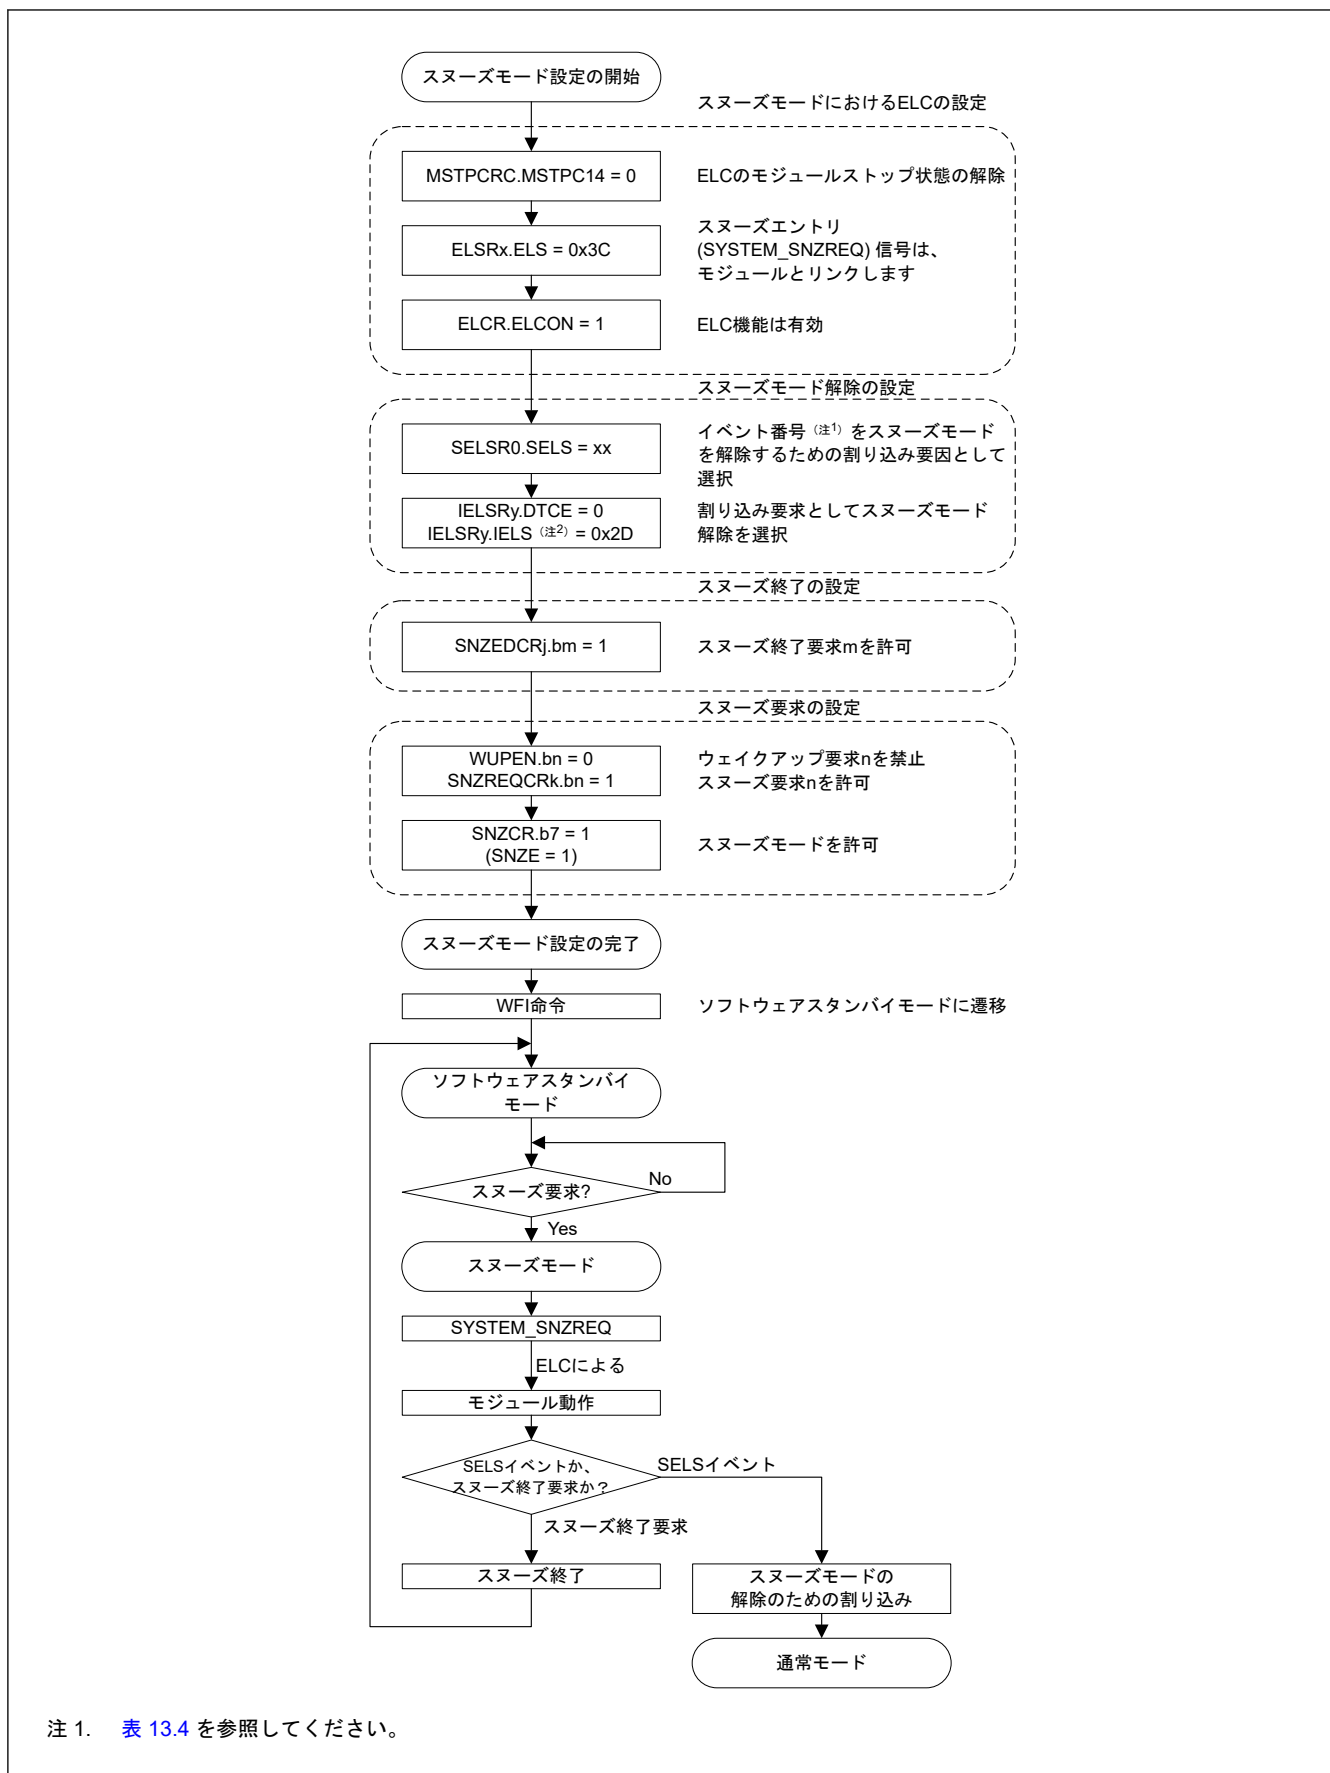 スヌーズモード設定の開始
スヌーズモードにおけるELCの設定
MSTPCRC.MSTPC14 = 0
ELCのモジュールストップ状態の解除
ELSRx.ELS = 0x3C
スヌーズエントリ
(SYSTEM_SNZREQ) 信号は、
モジュールとリンクします
ELCR.ELCON = 1
ELC機能は有効
スヌーズモード解除の設定
SELSR0.SELS = xx
イベント番号（注1）をスヌーズモード
を解除するための割り込み要因として
選択
IELSRy.DTCE = 0
IELSRy.IELS（注2）= 0x2D
割り込み要求としてスヌーズモード
解除を選択
スヌーズ終了の設定
SNZEDCRj.bm = 1
スヌーズ終了要求mを許可
スヌーズ要求の設定
WUPEN.bn = 0
SNZREQCRk.bn = 1
ウェイクアップ要求nを禁止
スヌーズ要求nを許可
SNZCR.b7 = 1
(SNZE = 1)
スヌーズモードを許可
スヌーズモード設定の完了
WFI命令
ソフトウェアスタンバイモードに遷移
ソフトウェアスタンバイ
モード
スヌーズ要求?
No
Yes
スヌーズモード
SYSTEM_SNZREQ
ELCによる
モジュール動作
SELSイベントか、
スヌーズ終了要求か？
SELSイベント
スヌーズ終了要求
スヌーズ終了
スヌーズモードの
解除のための割り込み
通常モード
注 1. 表 13.4 を参照してください。